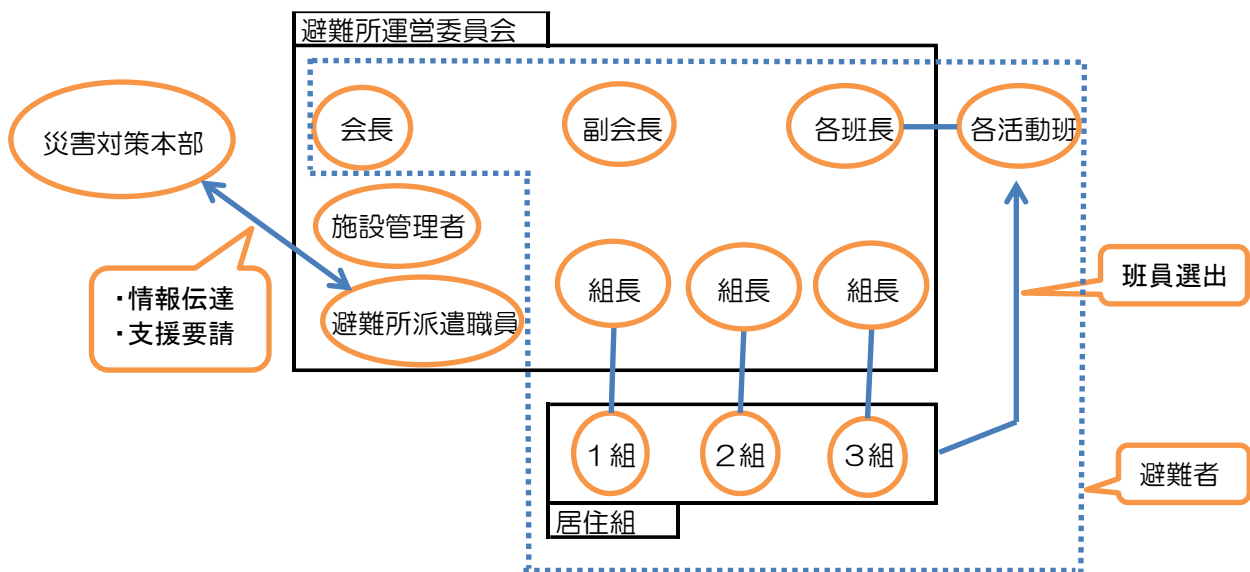 避難所運営委員会
災害対策本部
会長
副会長
各班長
各活動班
施設管理者
避難所派遣職員
・情報伝達
・支援要請
組長
組長
組長
班員選出
1組
2組
3組
居住組
避難者